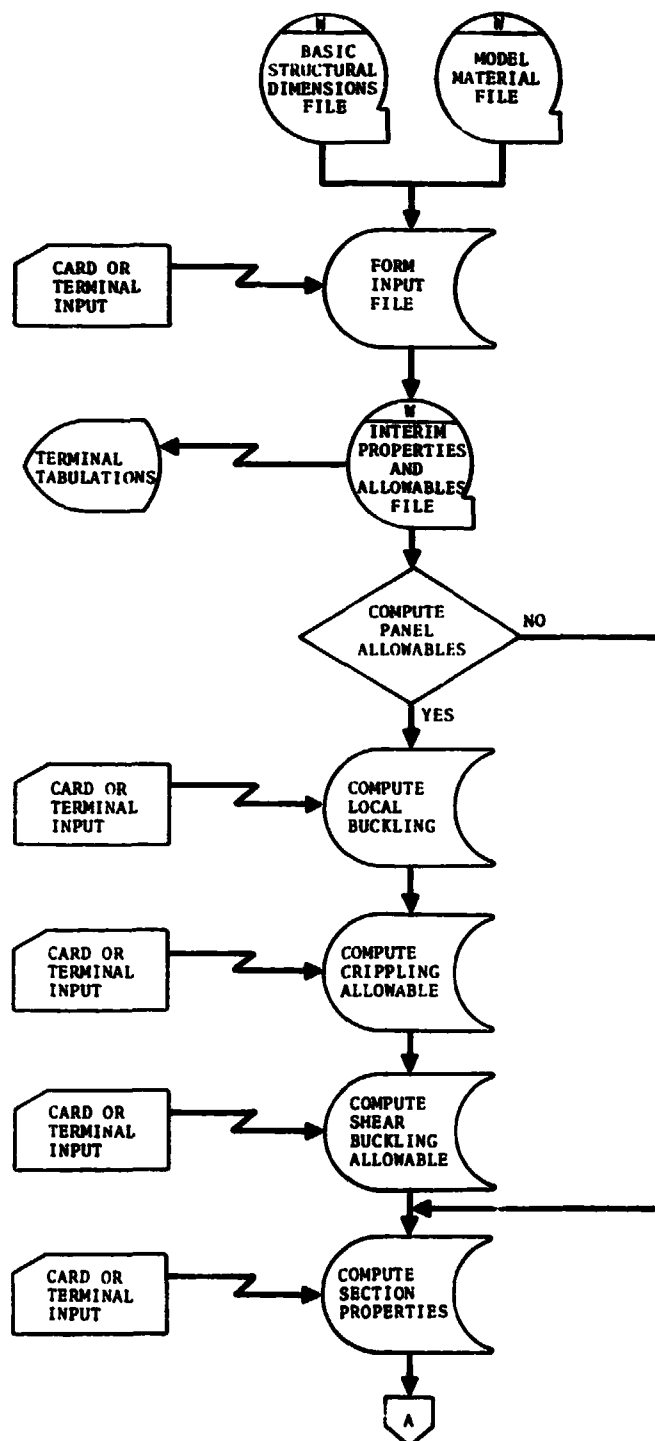 W
BASIC
STRUCTURAL
DIMENSIONS
FILE
W
MODEL
MATERIAL
FILE
CARD OR
TERMINAL
INPUT
FORM
INPUT
FILE
TERMINAL
TABULATIONS
W
INTERIM
PROPERTIES
AND
ALLOWABLES
FILE
COMPUTE
PANEL
ALLOWABLES
NO
YES
CARD OR
TERMINAL
INPUT
COMPUTE
LOCAL
BUCKLING
CARD OR
TERMINAL
INPUT
COMPUTE
CRIPPLING
ALLOWABLE
CARD OR
TERMINAL
INPUT
COMPUTE
SHEAR
BUCKLING
ALLOWABLE
CARD OR
TERMINAL
INPUT
COMPUTE
SECTION
PROPERTIES
A